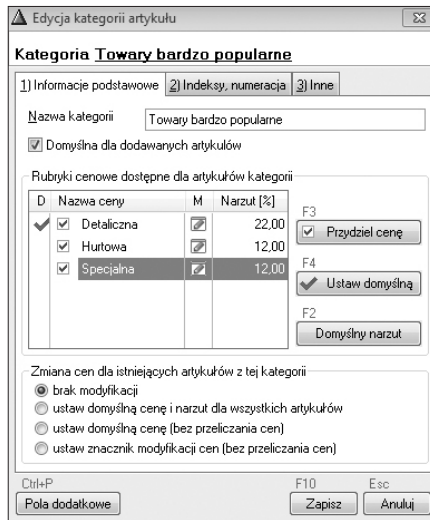 Edycja kategorii artykułu
Kategoria Towary bardzo popularne
1) Informacje podstawowe 2) Indeksy, numeracja 3) Inne
Nazwa kategorii Towary bardzo popularne
Domyślna dla dodawanych artykułów
Rubryki cenowe dostępne dla artykułów kategorii
D Nazwa ceny M Narzut [%]
Detaliczna 22,00
Hurtowa 12,00
Specjalna 12,00
F3
Przydziel cenę
F4
Ustaw domyślną
F2
Domyślny narzut
Zmiana cen dla istniejących artykułów z tej kategorii
brak modyfikacji
ustaw domyślną cenę i narzut dla wszystkich artykułów
ustaw domyślną cenę (bez przeliczania cen)
ustaw znacznik modyfikacji cen (bez przeliczania cen)
Ctrl+P F10 Esc
Pola dodatkowe Zapisz Anuluj